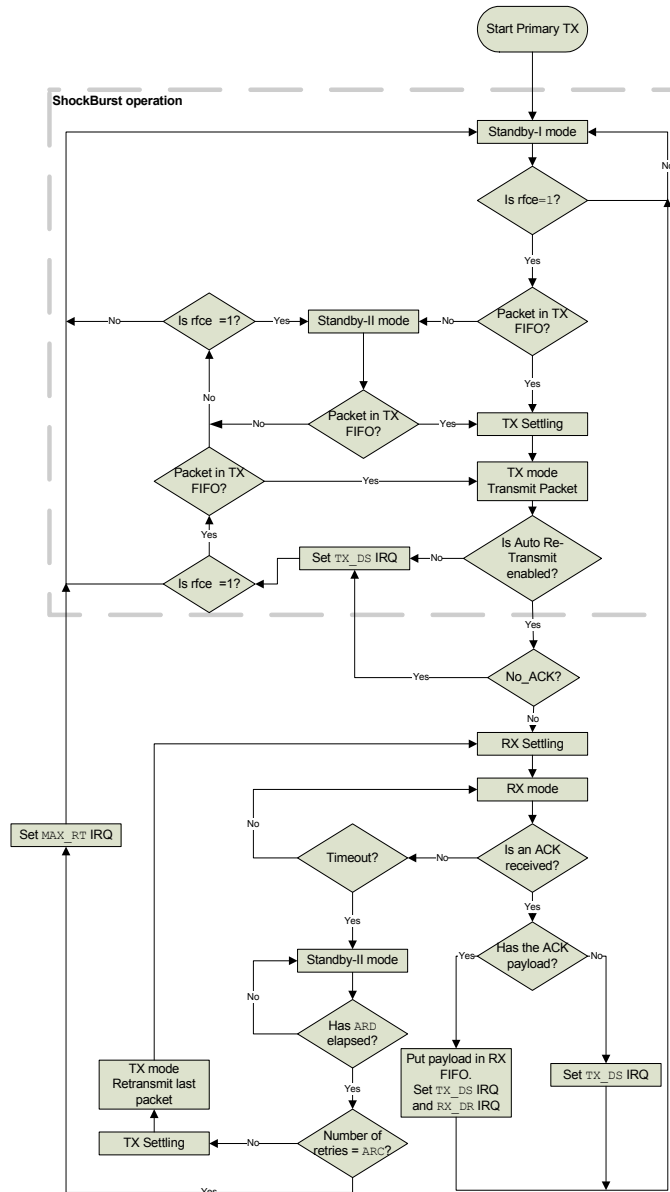 Start Primary TX
ShockBurst operation
Standby-I mode
No
Is rfce=1?
Yes
Is rfce =1?
No
Yes
Standby-II mode
No
Packet in TX
FIFO?
Yes
No
Packet in TX
FIFO?
No
Yes
TX Settling
Packet in TX
FIFO?
Yes
TX mode
Transmit Packet
Yes
Is Auto Re-
Transmit
enabled?
No
Set TX_DS IRQ
Is rfce =1?
Yes
No_ACK?
Yes
No
RX Settling
RX mode
No
Set MAX_RT IRQ
Timeout?
No
Is an ACK
received?
Yes
Yes
Has the ACK
payload?
Yes
No
Standby-II mode
No
Has ARD
elapsed?
TX mode
Retransmit last
packet
Put payload in RX
FIFO.
Set TX_DS IRQ
and RX_DR IRQ
Set TX_DS IRQ
Yes
TX Settling
No
Number of
retries = ARC?
Yes